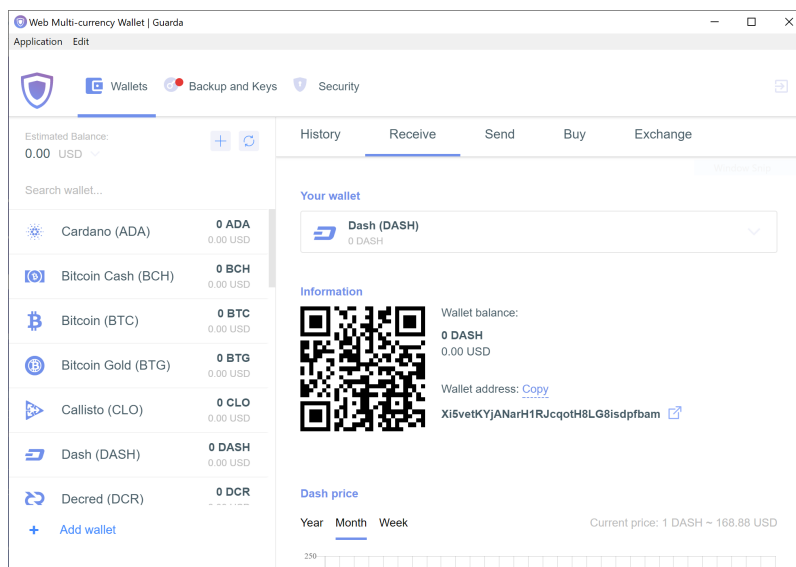 Web Multi-currency Wallet | Guarda
Application Edit
Wallets Backup and Keys Security
Estimated Balance:
0.00 USD
Search wallet...
Cardano (ADA) 0 ADA
0.00 USD
Bitcoin Cash (BCH) 0 BCH
0.00 USD
Bitcoin (BTC) 0 BTC
0.00 USD
Bitcoin Gold (BTG) 0 BTG
0.00 USD
Callisto (CLO) 0 CLO
0.00 USD
Dash (DASH) 0 DASH
0.00 USD
Decred (DCR) 0 DCR
Add wallet
History Receive Send Buy Exchange
Your wallet
Dash (DASH)
0 DASH
Information
Wallet balance:
0 DASH
0.00 USD
Wallet address: Copy
Xi5vetKYjANarH1RJcqotH8LG8isdpfbam
Dash price
Year Month Week Current price: 1 DASH ~ 168.88 USD
250